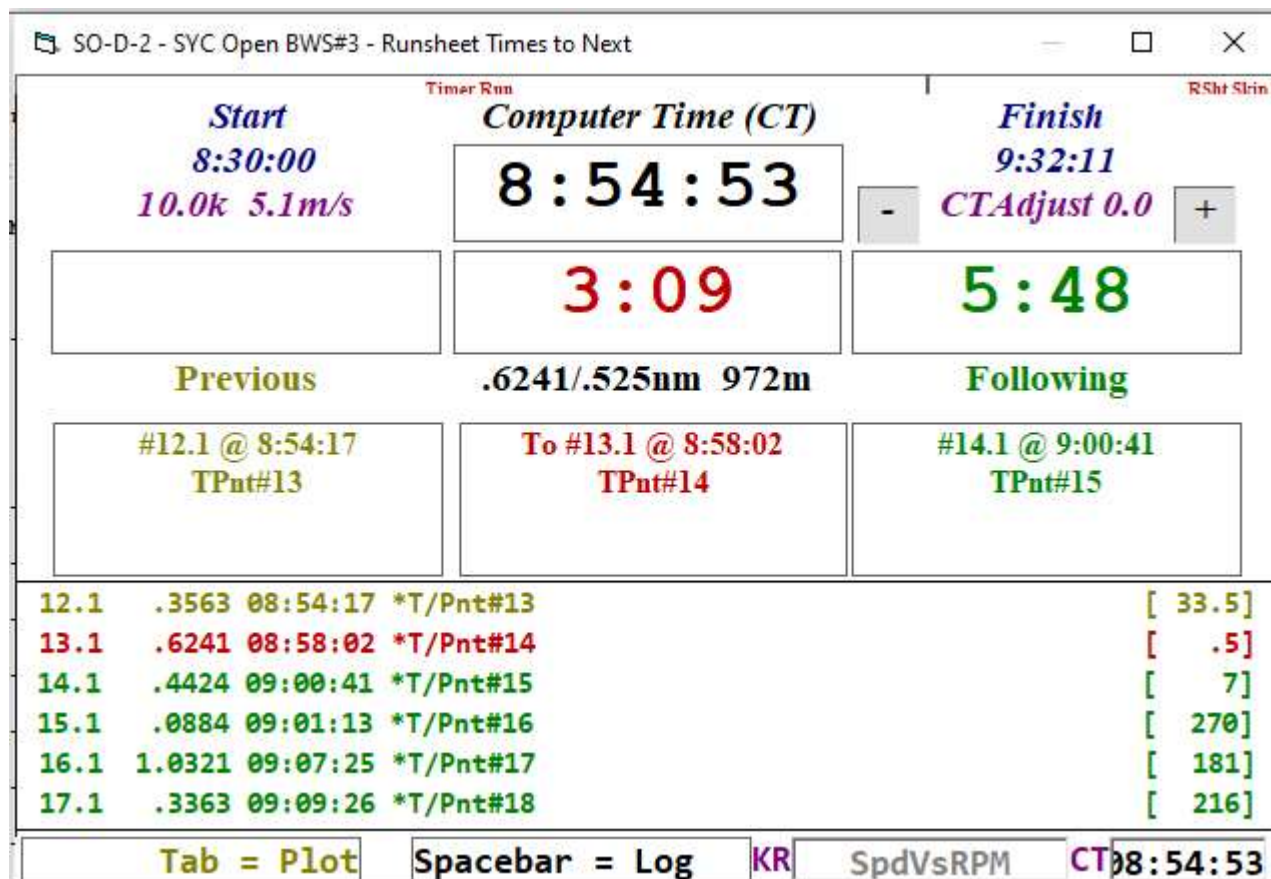 SO-D-2 - SYC Open BWS#3 - Runsheet Times to Next
Timer Run
RSht Skin
Start
Computer Time (CT)
Finish
8:30:00
9:32:11
8:54:53
10.0k 5.1m/s
- CTAdjust 0.0 +
3:09
5:48
Previous
.6241/.525nm 972m
Following
#12.1 @ 8:54:17
To #13.1 @ 8:58:02
#14.1 @ 9:00:41
TPnt#13
TPnt#14
TPnt#15
12.1 .3563 08:54:17 *T/Pnt#13 [ 33.5]
13.1 .6241 08:58:02 *T/Pnt#14 [ .5]
14.1 .4424 09:00:41 *T/Pnt#15 [ 7]
15.1 .0884 09:01:13 *T/Pnt#16 [ 270]
16.1 1.0321 09:07:25 *T/Pnt#17 [ 181]
17.1 .3363 09:09:26 *T/Pnt#18 [ 216]
Tab = Plot Spacebar = Log KR SpdVsRPM CT 08:54:53